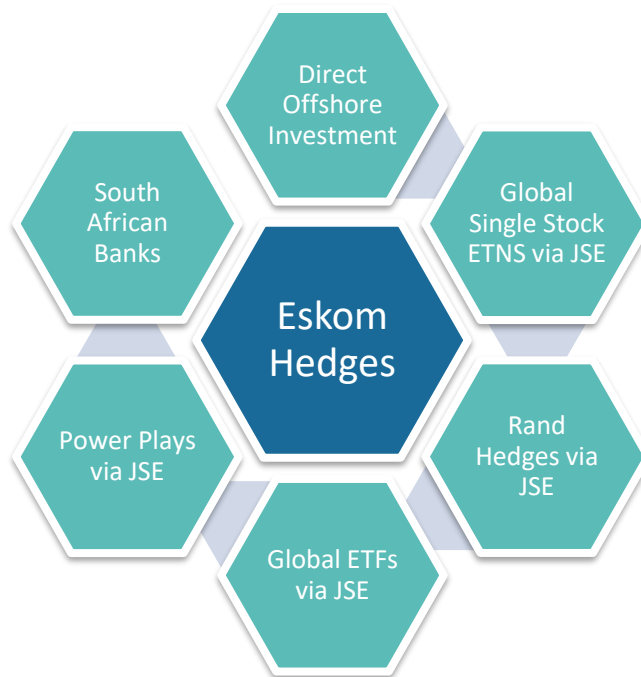 Direct
Offshore
Investment
Global
Single Stock
ETNS via JSE
Rand
Hedges via
JSE
Global ETFs
via JSE
Power Plays
via JSE
South
African
Banks
Eskom
Hedges